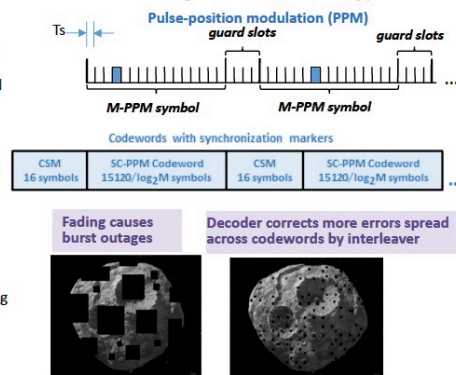 Pulse-position modulation (PPM)
Ts
guard slots
guard slots
M-PPM symbol
M-PPM symbol
...
Codewords with synchronization markers
CSM
16 symbols
SC-PPM Codeword
15120/log2M symbols
CSM
16 symbols
SC-PPM Codeword
15120/log2M symbols
Fading causes
burst outages
Decoder corrects more errors spread
across codewords by interleaver
g